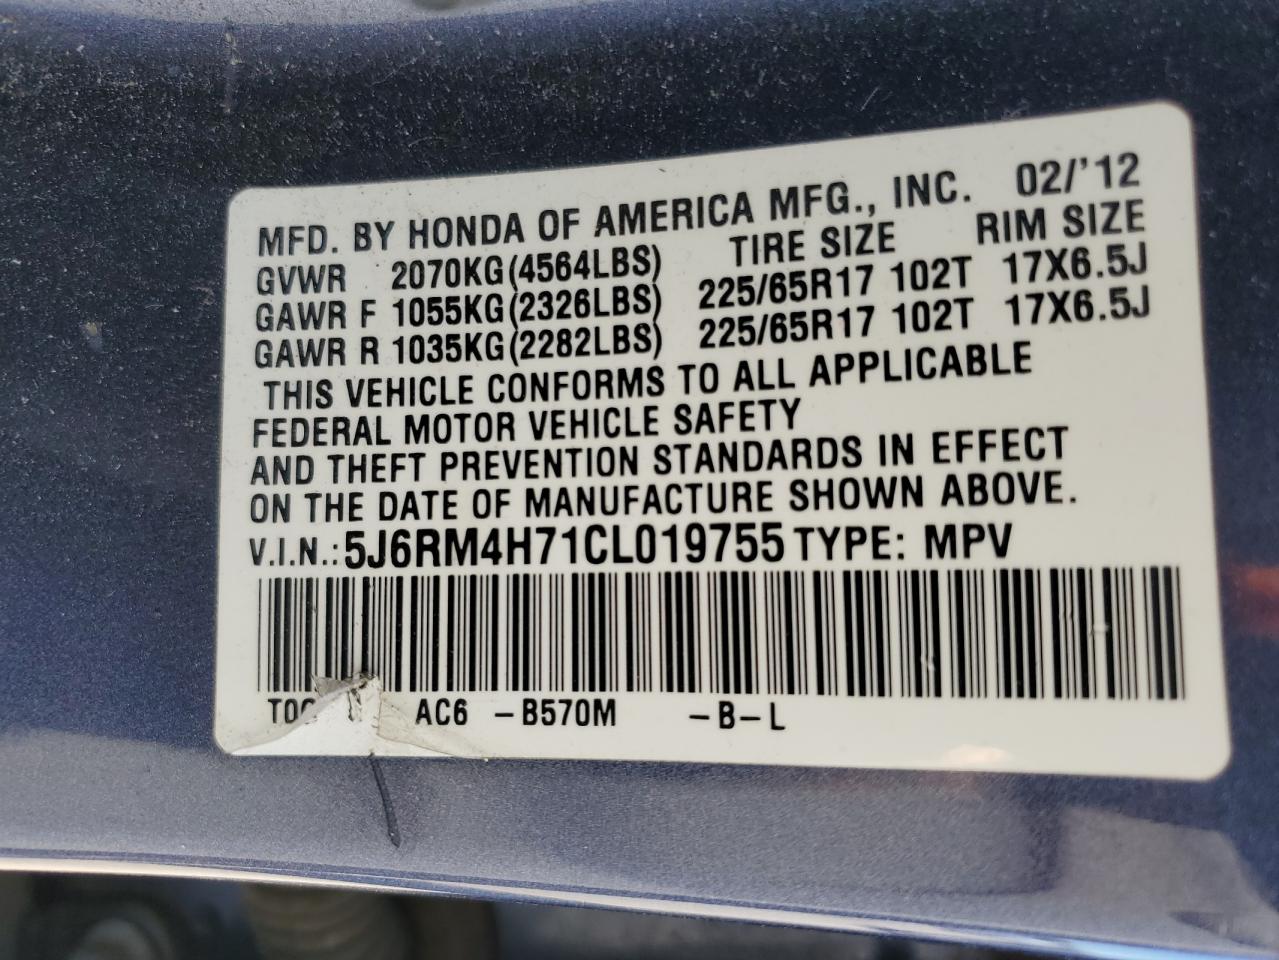 MFD. BY HONDA OF AMERICA MFG., INC. 02/'12
GVWR 2070KG(4564LBS) TIRE SIZE RIM SIZE
GAWR F 1055KG(2326LBS) 225/65R17 102T 17X6.5J
GAWR R 1035KG(2282LBS) 225/65R17 102T 17X6.5J
THIS VEHICLE CONFORMS TO ALL APPLICABLE
FEDERAL MOTOR VEHICLE SAFETY
AND THEFT PREVENTION STANDARDS IN EFFECT
ON THE DATE OF MANUFACTURE SHOWN ABOVE.
V.I.N.: 5J6RM4H71CL019755 TYPE: MPV
AC6 -B570M -B-L